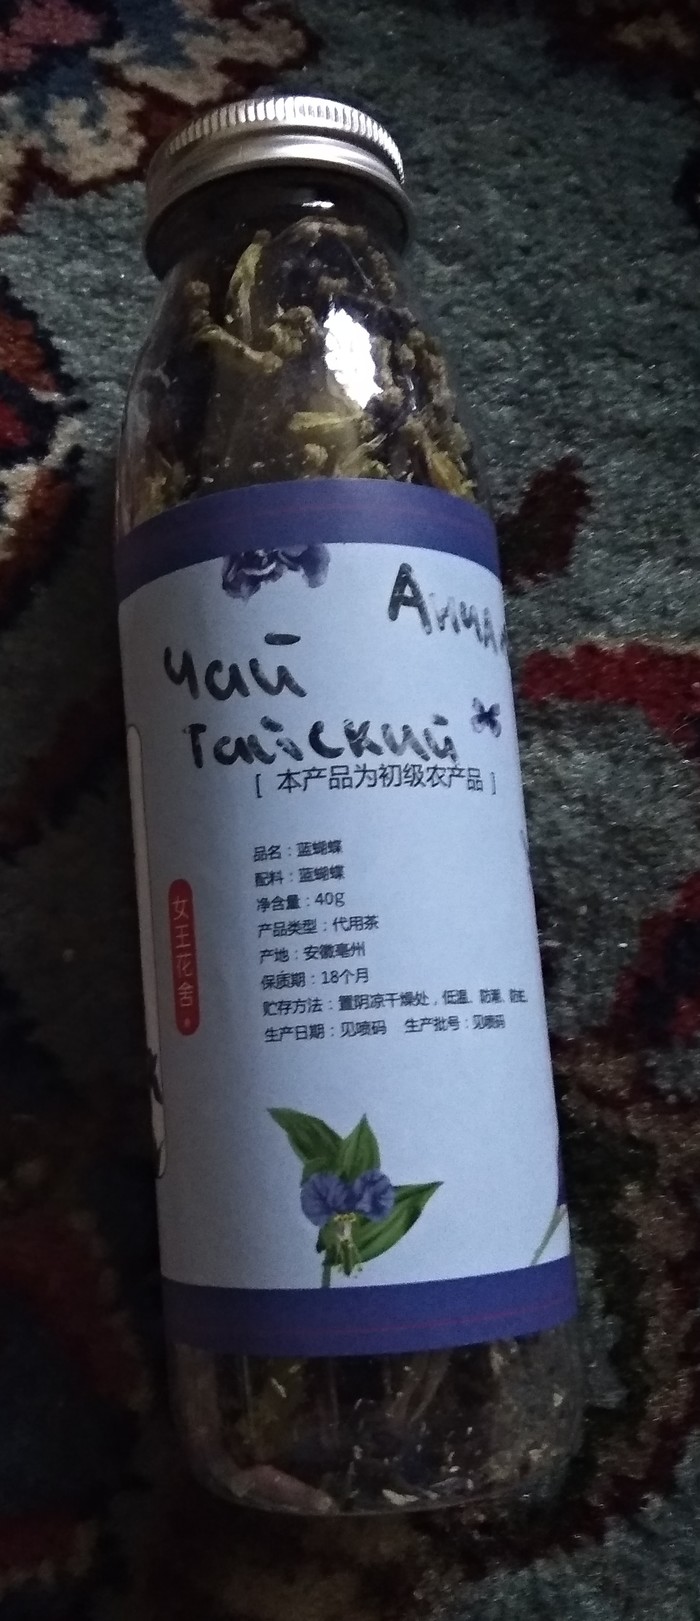 Чай
Тайский
[ 本产品为初级农产品 ]
品名：蓝蝴蝶
配料：蓝蝴蝶
净含量：40g
产品类型：代用茶
产地：安徽亳州
保质期：18个月
贮存方法：置阴凉干燥处，低温、防潮、防
生产日期：见喷码 生产批号：见喷码
女王花舍